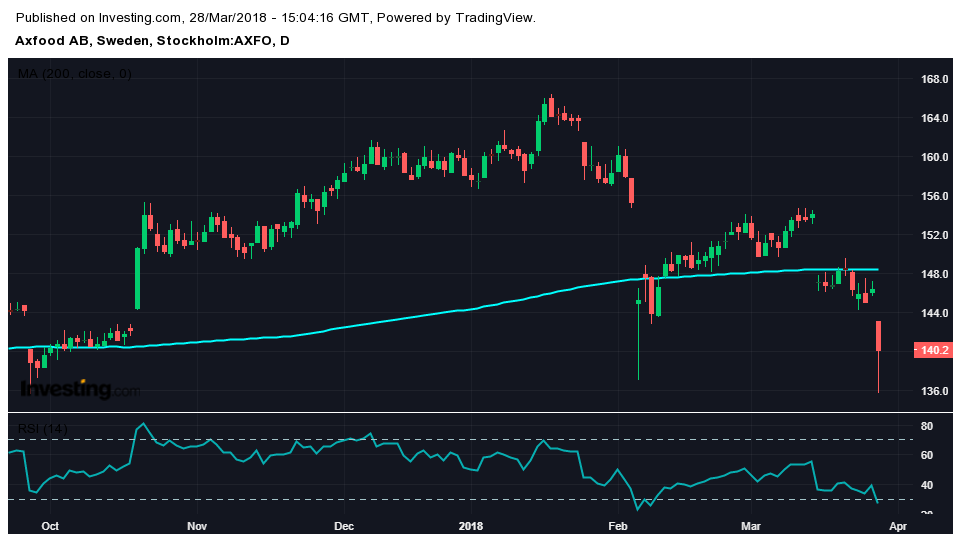 Published on Investing.com, 28/Mar/2018 - 15:04:16 GMT, Powered by TradingView.
Axfood AB, Sweden, Stockholm:AXFO, D
MA (200, close, 0)
168.0
164.0
160.0
156.0
152.0
148.0
144.0
140.2
136.0
Investing.com
RSI (14)
80
60
40
20
Oct Nov Dec 2018 Feb Mar Apr